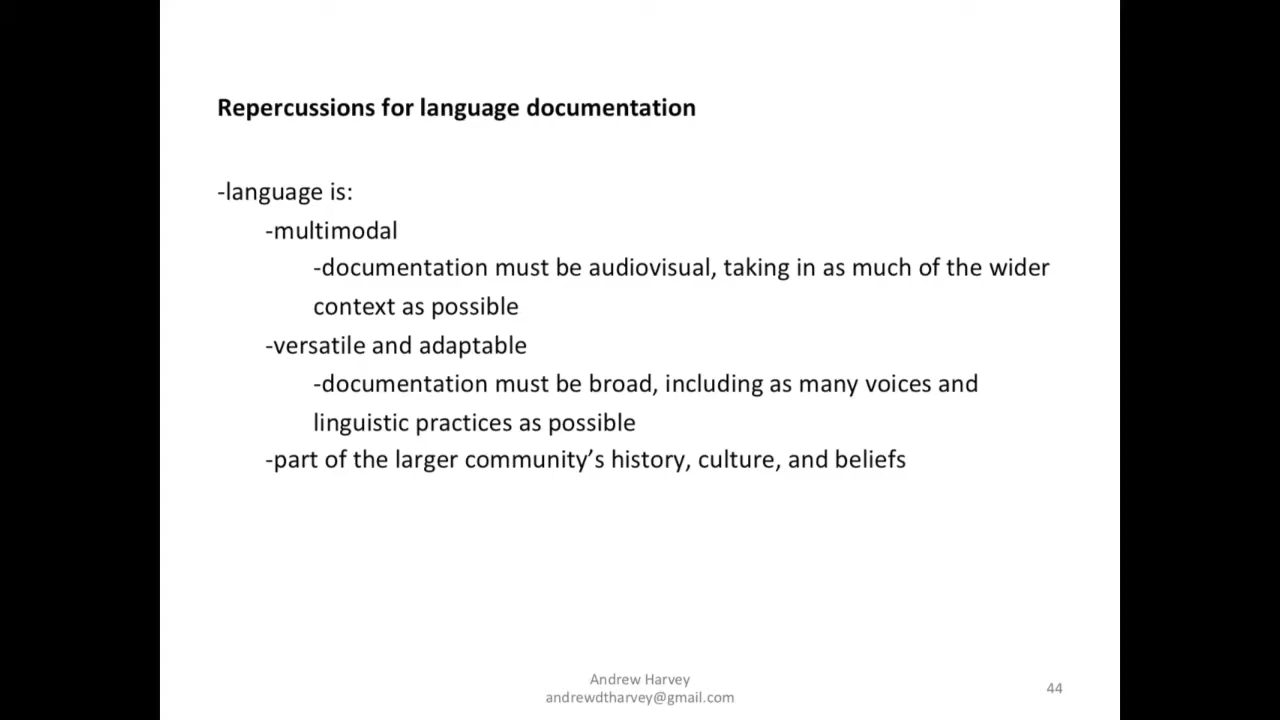 Repercussions for language documentation
-language is:
-multimodal
-documentation must be audiovisual, taking in as much of the wider
context as possible
-versatile and adaptable
-documentation must be broad, including as many voices and
linguistic practices as possible
-part of the larger community’s history, culture, and beliefs
Andrew Harvey
andrewdtharvey@gmail.com
44